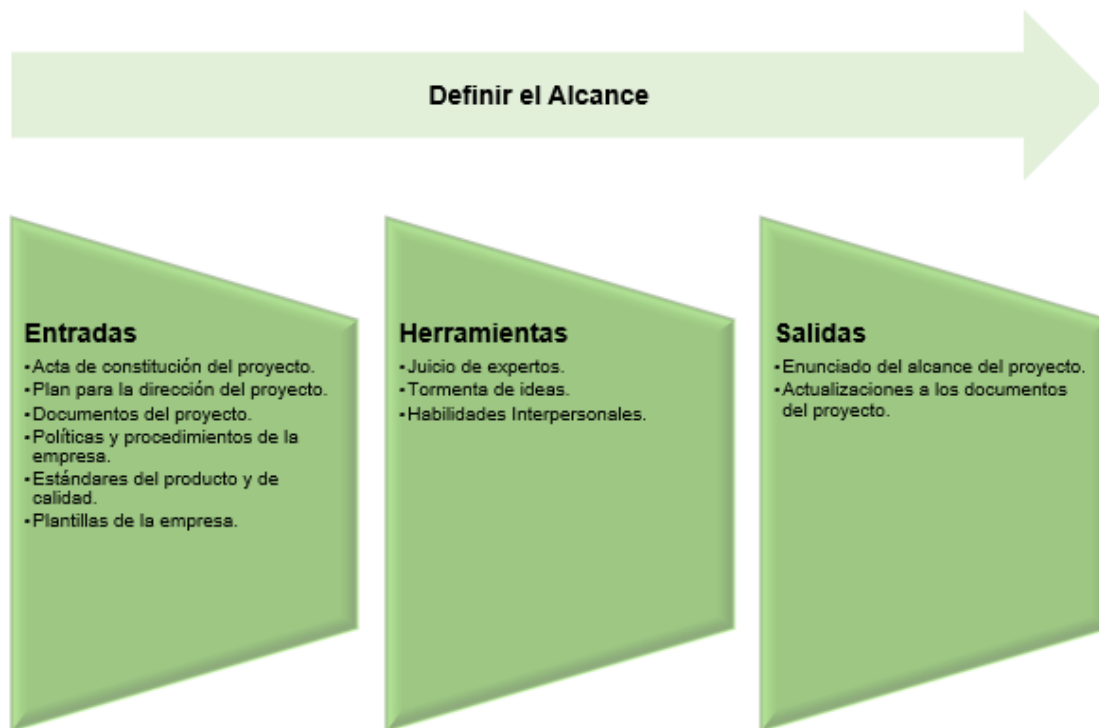 Definir el Alcance
Entradas
▪Acta de constitución del proyecto.
▪Plan para la dirección del proyecto.
▪Documentos del proyecto.
▪Políticas y procedimientos de la
empresa.
▪Estándares del producto y de
calidad.
▪Plantillas de la empresa.
Herramientas
▪Juicio de expertos.
▪Tormenta de ideas.
▪Habilidades Interpersonales.
Salidas
▪Enunciado del alcance del proyecto.
▪Actualizaciones a los documentos
del proyecto.